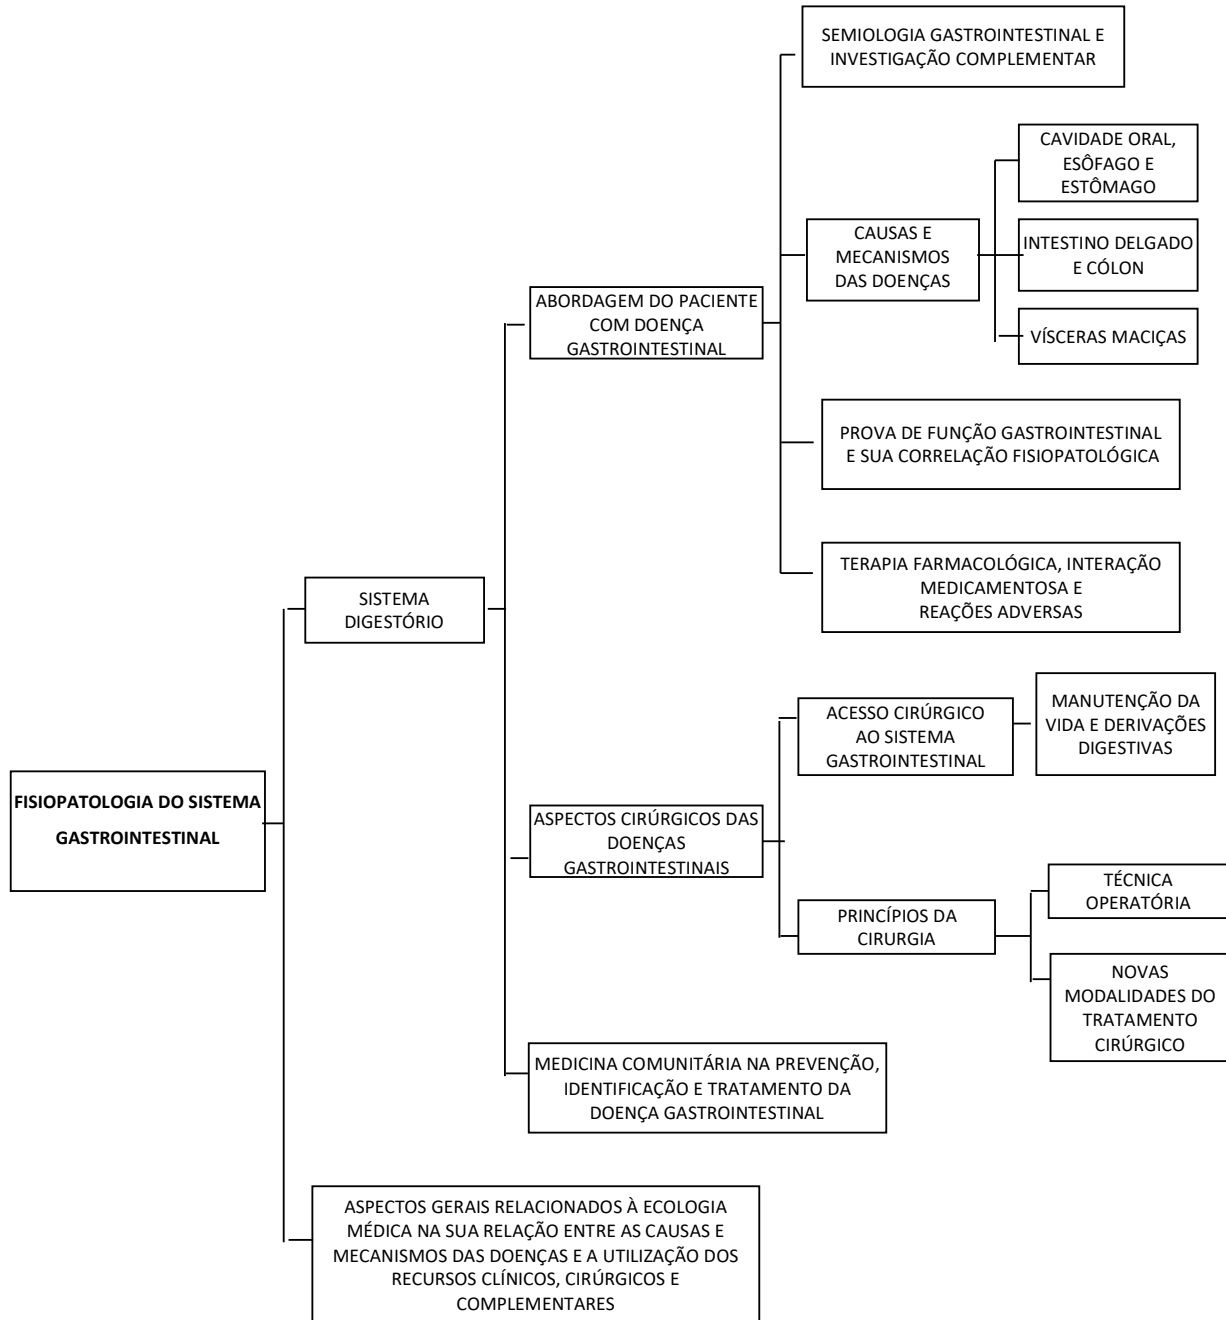 SEMIOLOGIA GASTROINTESTINAL E
INVESTIGAÇÃO COMPLEMENTAR
CAVIDADE ORAL,
ESÔFAGO E
ESTÔMAGO
CAUSAS E
MECANISMOS
DAS DOENÇAS
INTESTINO DELGADO
E CÓLON
VÍSCERAS MACIÇAS
ABORDAGEM DO PACIENTE
COM DOENÇA
GASTROINTESTINAL
PROVA DE FUNÇÃO GASTROINTESTINAL
E SUA CORRELAÇÃO FISIOPATOLÓGICA
TERAPIA FARMACOLÓGICA, INTERAÇÃO
MEDICAMENTOSA E
REAÇÕES ADVERSAS
SISTEMA
DIGESTÓRIO
ACESSO CIRÚRGICO
AO SISTEMA
GASTROINTESTINAL
MANUTENÇÃO DA
VIDA E DERIVAÇÕES
DIGESTIVAS
FISIOPATOLOGIA DO SISTEMA
GASTROINTESTINAL
ASPECTOS CIRÚRGICOS DAS
DOENÇAS
GASTROINTESTINAIS
TÉCNICA
OPERATÓRIA
PRINCÍPIOS DA
CIRURGIA
NOVAS
MODALIDADES DO
TRATAMENTO
CIRÚRGICO
MEDICINA COMUNITÁRIA NA PREVENÇÃO,
IDENTIFICAÇÃO E TRATAMENTO DA
DOENÇA GASTROINTESTINAL
ASPECTOS GERAIS RELACIONADOS À ECOLOGIA
MÉDICA NA SUA RELAÇÃO ENTRE AS CAUSAS E
MECANISMOS DAS DOENÇAS E A UTILIZAÇÃO DOS
RECURSOS CLÍNICOS, CIRÚRGICOS E
COMPLEMENTARES